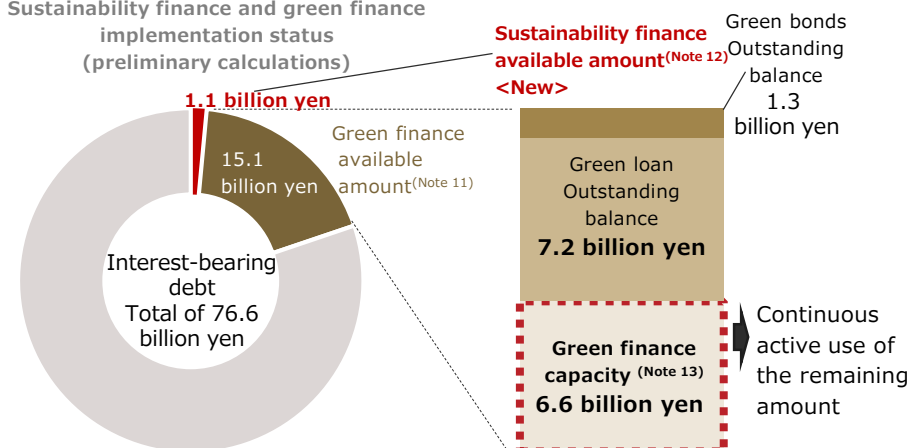 Sustainability finance and green finance
implementation status
(preliminary calculations)
1.1 billion yen
Sustainability finance
available amount(Note 12)
<New>
Green bonds
Outstanding
balance
1.3
billion yen
Green finance
available
amount(Note 11)
15.1
billion yen
Interest-bearing
debt
Total of 76.6
billion yen
Green loan
Outstanding
balance
7.2 billion yen
Green finance
capacity (Note 13)
6.6 billion yen
Continuous
active use of
the remaining
amount